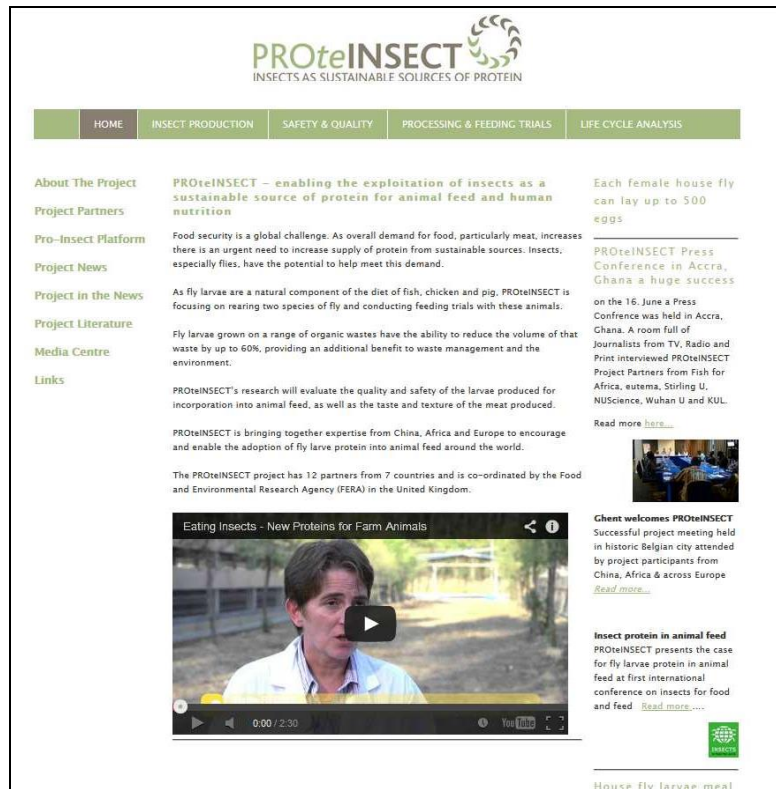 PROteINSECT
INSECTS AS SUSTAINABLE SOURCES OF PROTEIN
HOME
INSECT PRODUCTION
SAFETY & QUALITY
PROCESSING & FEEDING TRIALS
LIFE CYCLE ANALYSIS
About The Project
Project Partners
Pro-Insect Platform
Project News
Project in the News
Project Literature
Media Centre
Links
PROteINSECT - enabling the exploitation of insects as a
sustainable source of protein for animal feed and human
nutrition
Food security is a global challenge. As overall demand for food, particularly meat, increases
there is an urgent need to increase supply of protein from sustainable sources. Insects,
especially flies, have the potential to help meet this demand.
As fly larvae are a natural component of the diet of fish, chicken and pig, PROteINSECT is
focusing on rearing two species of fly and conducting feeding trials with these animals.
Fly larvae grown on a range of organic wastes have the ability to reduce the volume of that
waste by up to 60%, providing an additional benefit to waste management and the
environment.
PROteINSECT's research will evaluate the quality and safety of the larvae produced for
incorporation into animal feed, as well as the taste and texture of the meat produced.
PROteINSECT is bringing together expertise from China, Africa and Europe to encourage
and enable the adoption of fly larve protein into animal feed around the world.
The PROteINSECT project has 12 partners from 7 countries and is co-ordinated by the Food
and Environmental Research Agency (FERA) in the United Kingdom.
Eating Insects - New Proteins for Farm Animals
0:00 / 2:30
YouTube
Each female house fly
can lay up to 500
eggs
PROteINSECT Press
Conference in Accra,
Ghana a huge success
on the 16. June a Press
Confrence was held in Accra,
Ghana. A room full of
Journalists from TV, Radio and
Print interviewed PROteINSECT
Project Partners from Fish for
Africa, eutema, Stirling U,
NUScience, Wuhan U and KUL.
Read more here...
Ghent welcomes PROteINSECT
Successful project meeting held
in historic Belgian city attended
by project participants from
China, Africa & across Europe
Read more...
Insect protein in animal feed
PROteINSECT presents the case
for fly larvae protein in animal
feed at first international
conference on insects for food
and feed Read more .....
INSECTS
House fly larvae meal